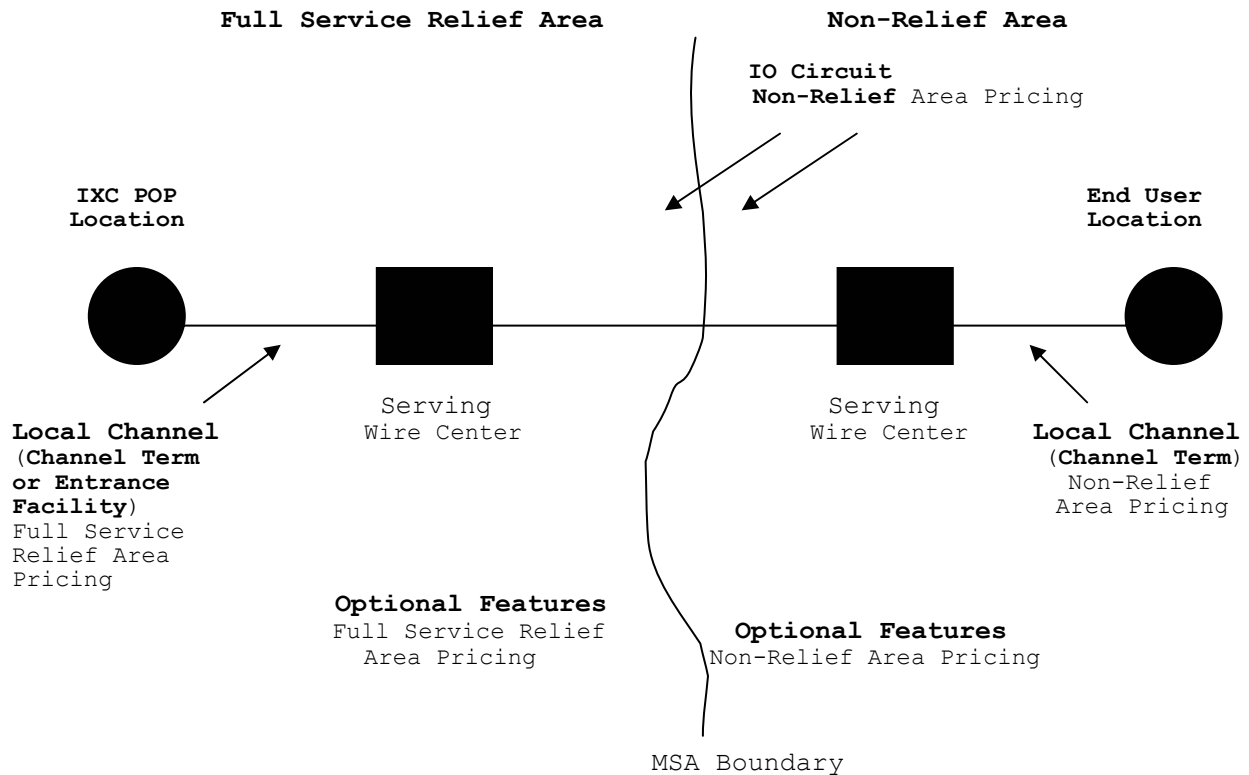 Full Service Relief Area
Non-Relief Area
IO Circuit
Non-Relief Area Pricing
IXC POP
Location
End User
Location
Serving
Wire Center
Serving
Wire Center
Local Channel
(Channel Term
or Entrance
Facility)
Full Service
Relief Area
Pricing
Local Channel
(Channel Term)
Non-Relief
Area Pricing
Optional Features
Full Service Relief
Area Pricing
Optional Features
Non-Relief Area Pricing
MSA Boundary